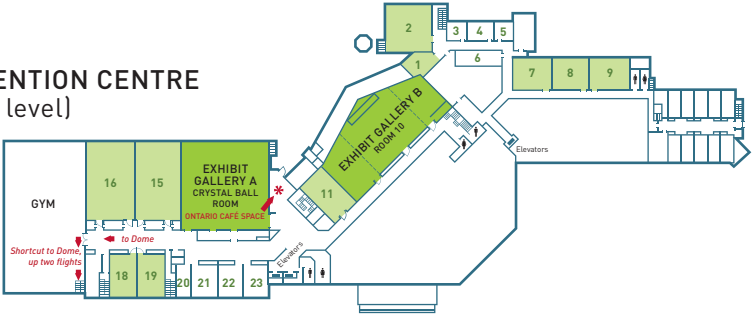 ENTION CENTRE
level)
2
3
4
5
1
6
7
8
9
EXHIBIT GALLERY B
ROOM 10
Elevators
GYM
16
15
EXHIBIT
GALLERY A
CRYSTAL BALL
ROOM
ONTARIO CAFÉ SPACE
*
11
to Dome
Shortcut to Dome,
up two flights
Elevators
18
19
20
21
22
23